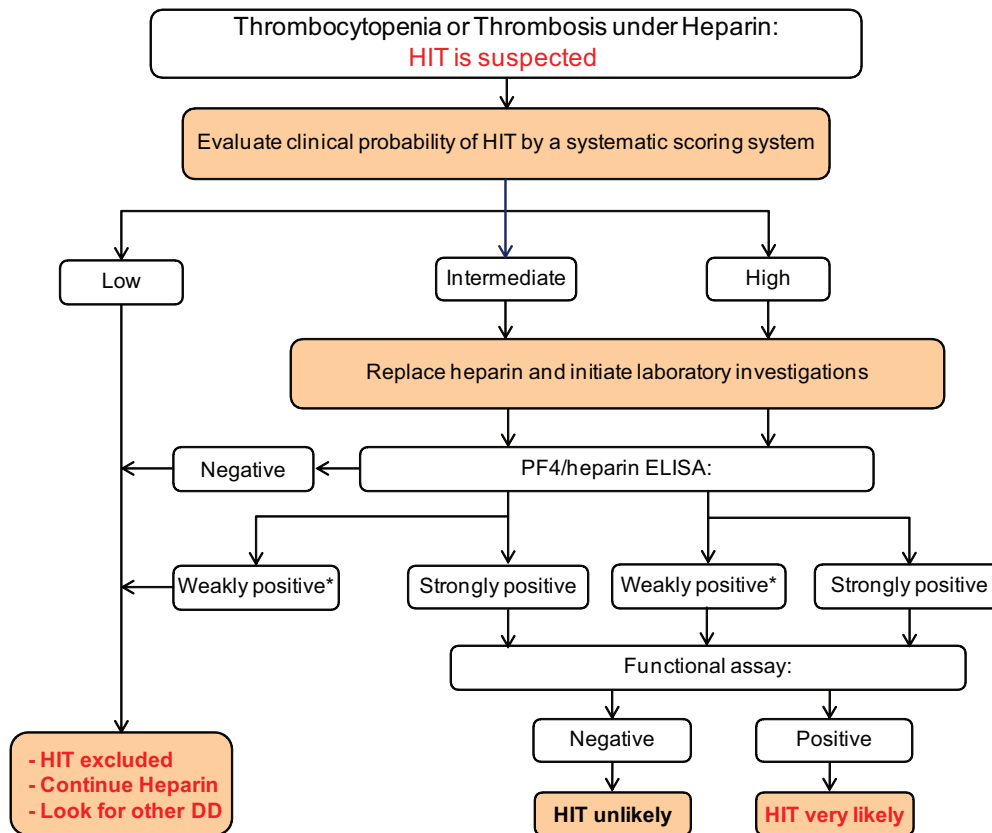 Thrombocytopenia or Thrombosis under Heparin:
HIT is suspected
Evaluate clinical probability of HIT by a systematic scoring system
Low
Intermediate
High
Replace heparin and initiate laboratory investigations
Negative
PF4/heparin ELISA:
Weakly positive*
Strongly positive
Weakly positive*
Strongly positive
Functional assay:
Negative
Positive
- HIT excluded
- Continue Heparin
- Look for other DD
HIT unlikely
HIT very likely